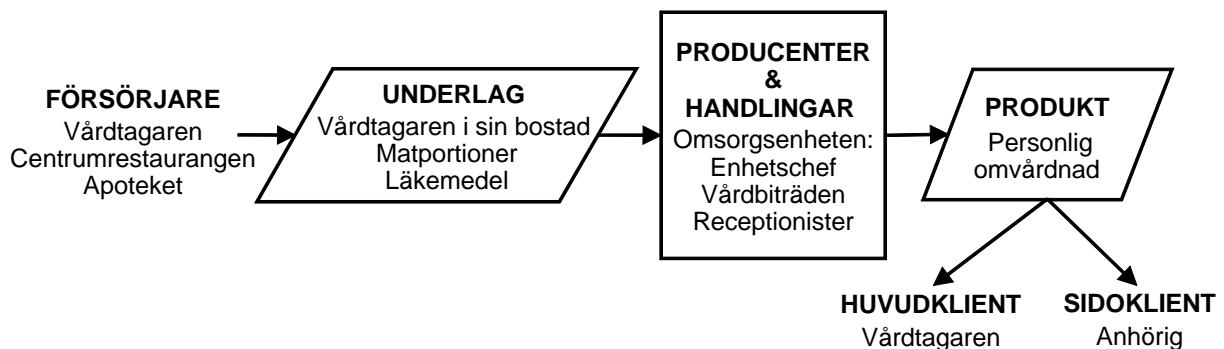 FÖRSÖRJARE
Vårdtagaren
Centrumrestaurangen
Apoteket
UNDERLAG
Vårdtagaren i sin bostad
Matportioner
Läkemedel
PRODUCENTER
&
HANDLINGAR
Omsorgsenheten:
Enhetschef
Vårdbiträden
Receptionister
PRODUKT
Personlig
omvårdnad
HUVUDKLIENT
Vårdtagaren
SIDOKLIENT
Anhörig